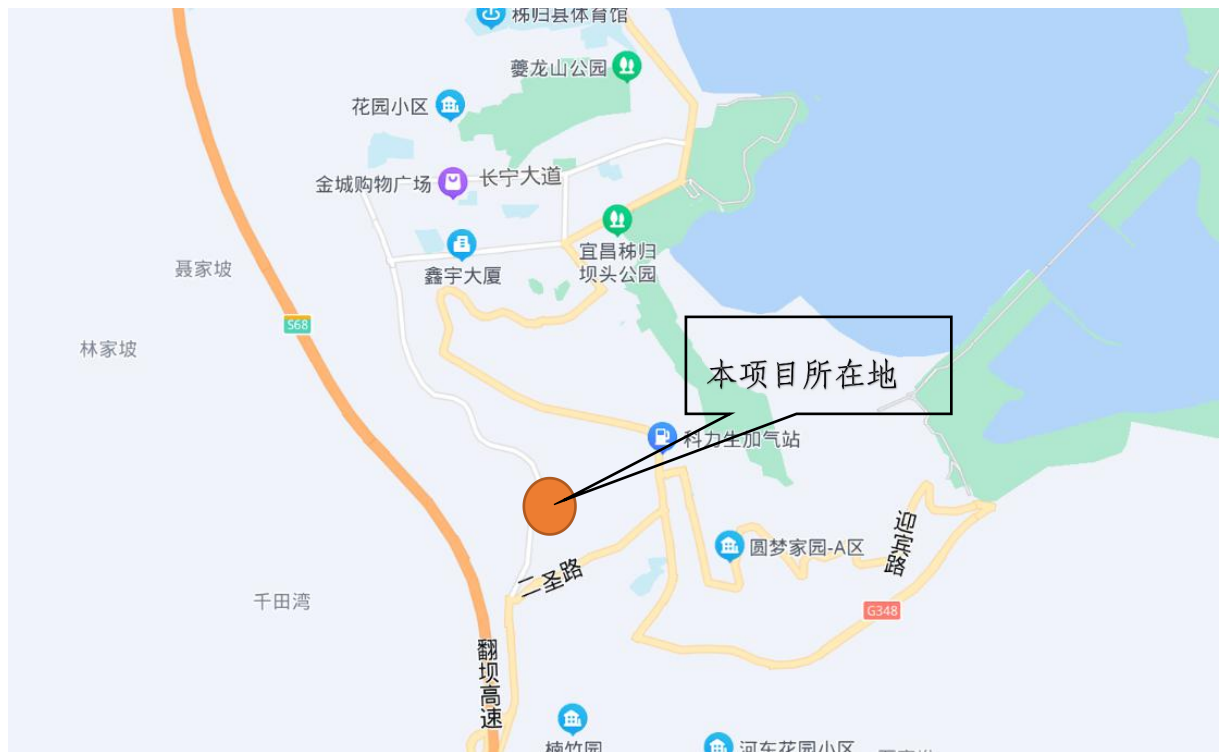 秭归县体育馆
夔龙山公园
花园小区
金城购物广场
长宁大道
宜昌秭归
坝头公园
鑫宇大厦
聂家坡
S68
林家坡
本项目所在地
科力生加气站
迎宾路
圆梦家园-A区
二圣路
千田湾
G348
翻坝高速
楠竹园
河东花园小区